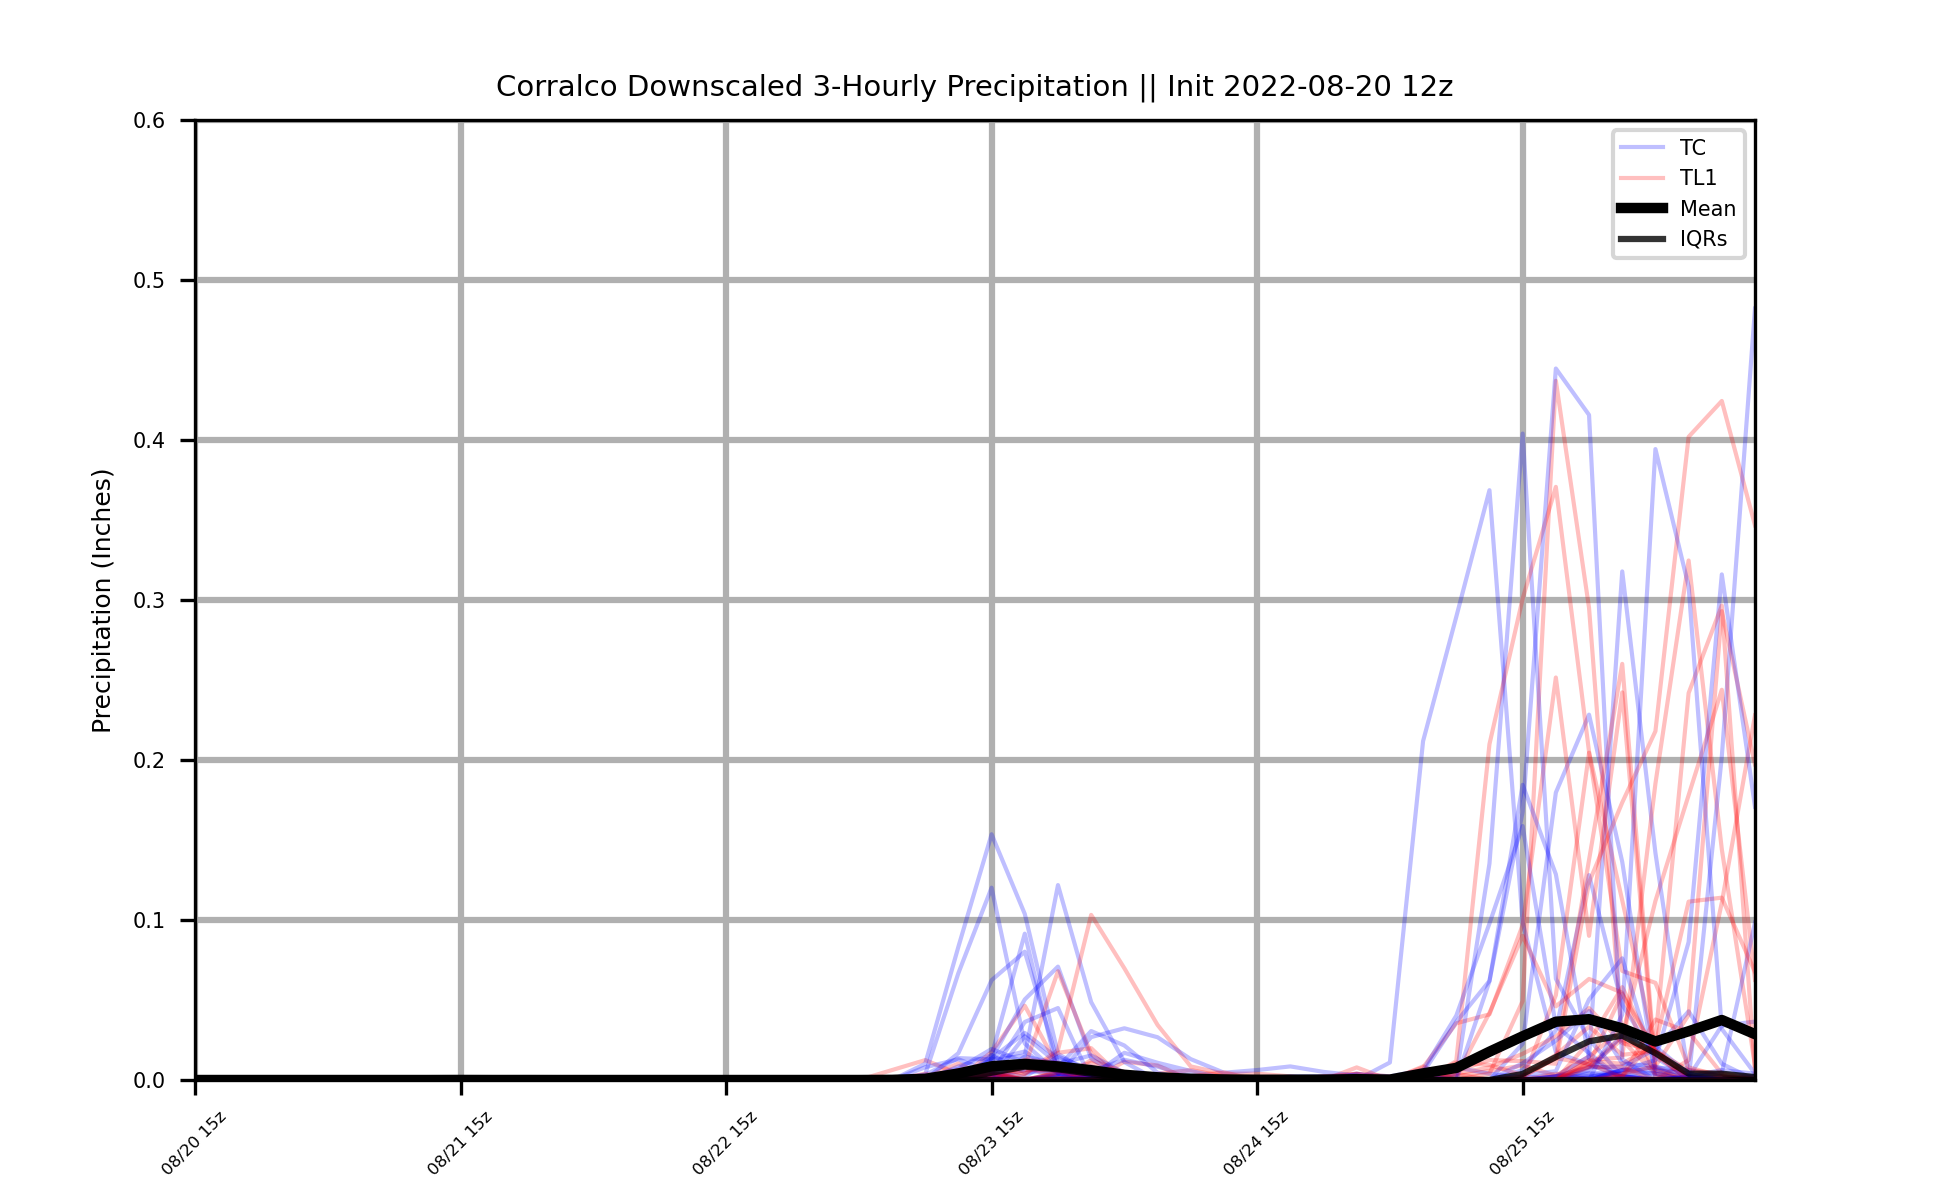 Corralco Downscaled 3-Hourly Precipitation || Init 2022-08-20 12z
0.6
0.5
0.4
0.3
0.2
0.1
0.0
Precipitation (Inches)
TC
TL1
Mean
IQRs
08/20 15z
08/21 15z
08/22 15z
08/23 15z
08/24 15z
08/25 15z